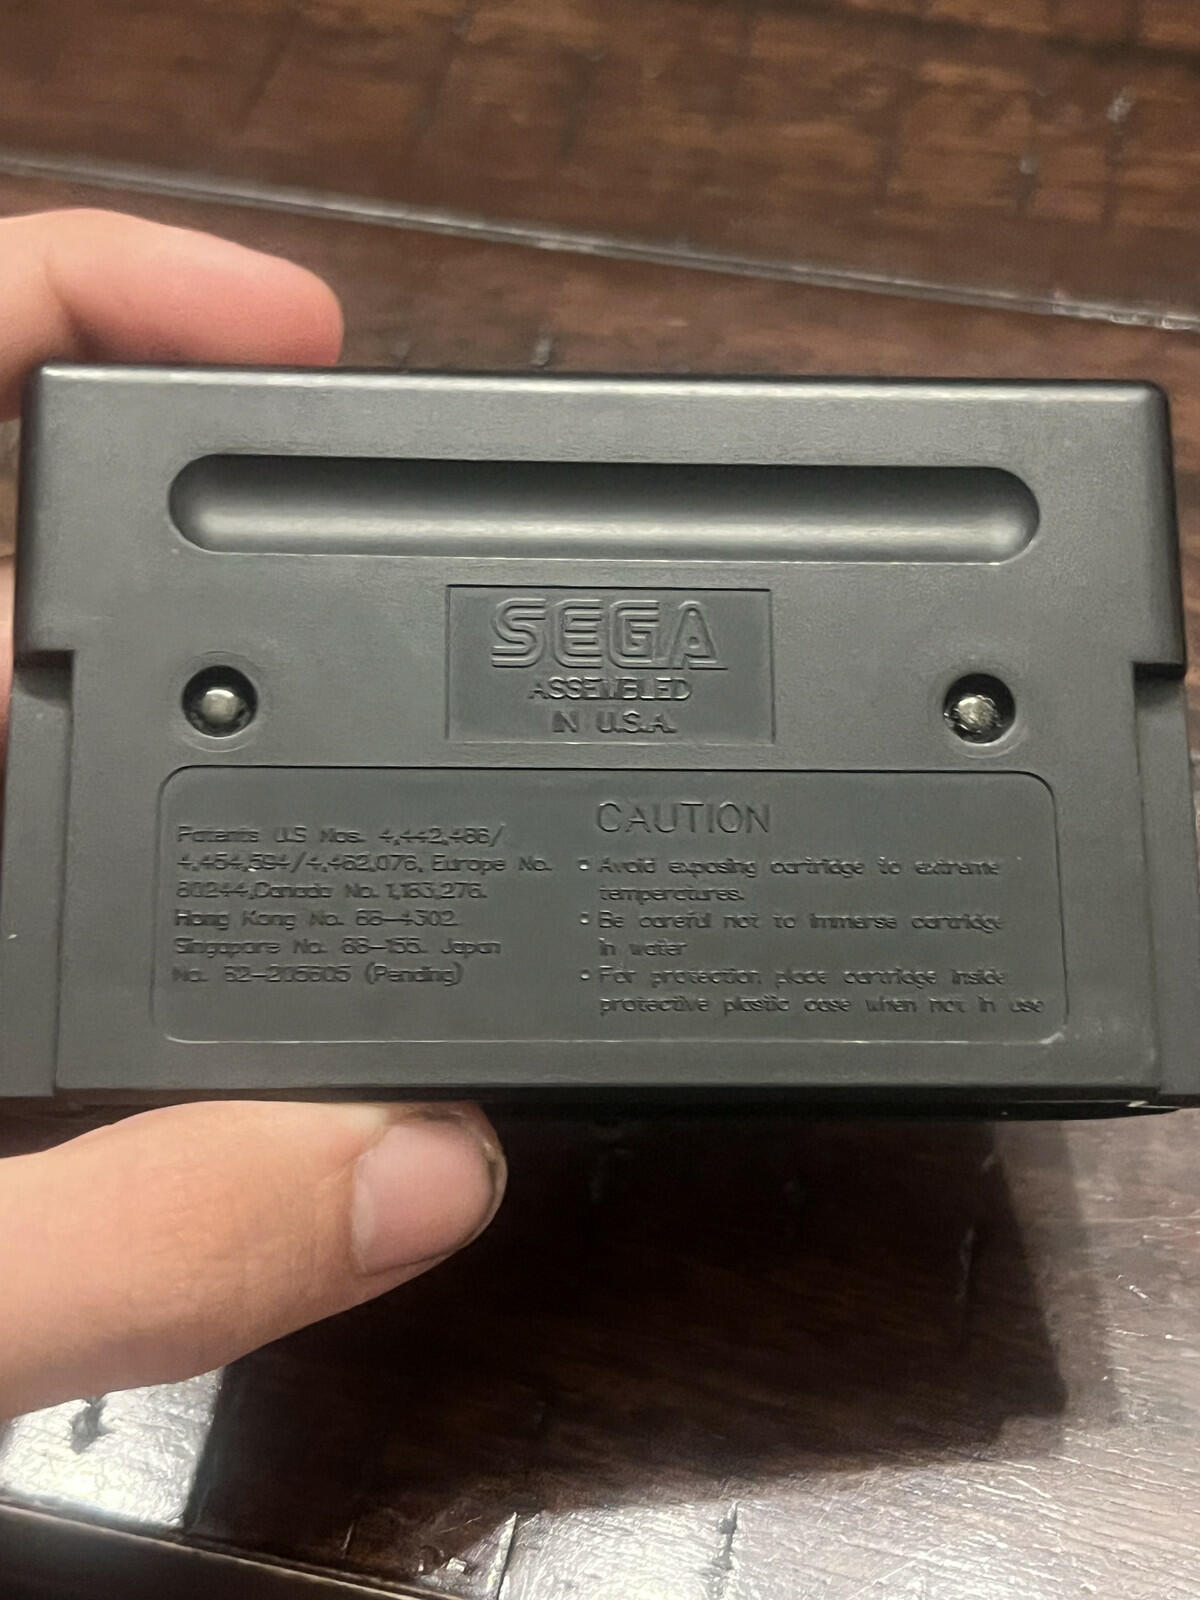 SEGA
ASSEMBLED
IN U.S.A.
Patents U.S Nos. 4,442,486/
4,454,594/4,462,076, Europe No.
80244,Canada No. 1,183,276.
Hong Kong No. 88-4302.
Singapore No. 88-155. Japan
No. 82-205605 (Pending)
CAUTION
• Avoid exposing cartridge to extreme
temperatures.
• Be careful not to immerse cartridge
in water
• For protection place cartridge inside
protective plastic case when not in use